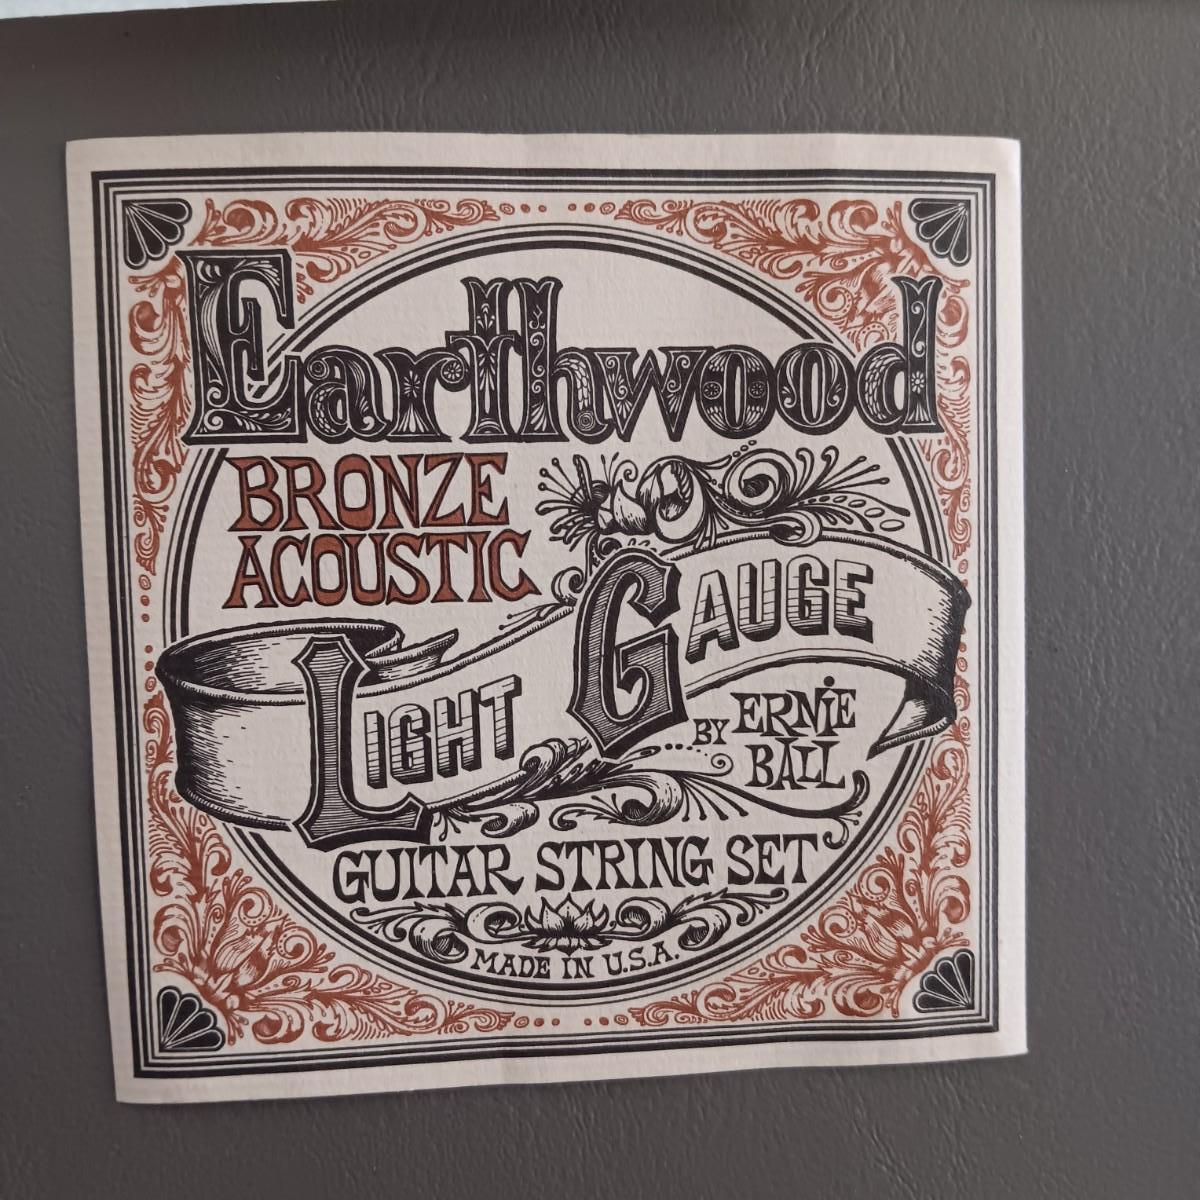 Earthwood
BRONZE
ACOUSTIC
LIGHT GAUGE
BY ERNiE
BALL
GUITAR STRING SET
MADE IN U.S.A.